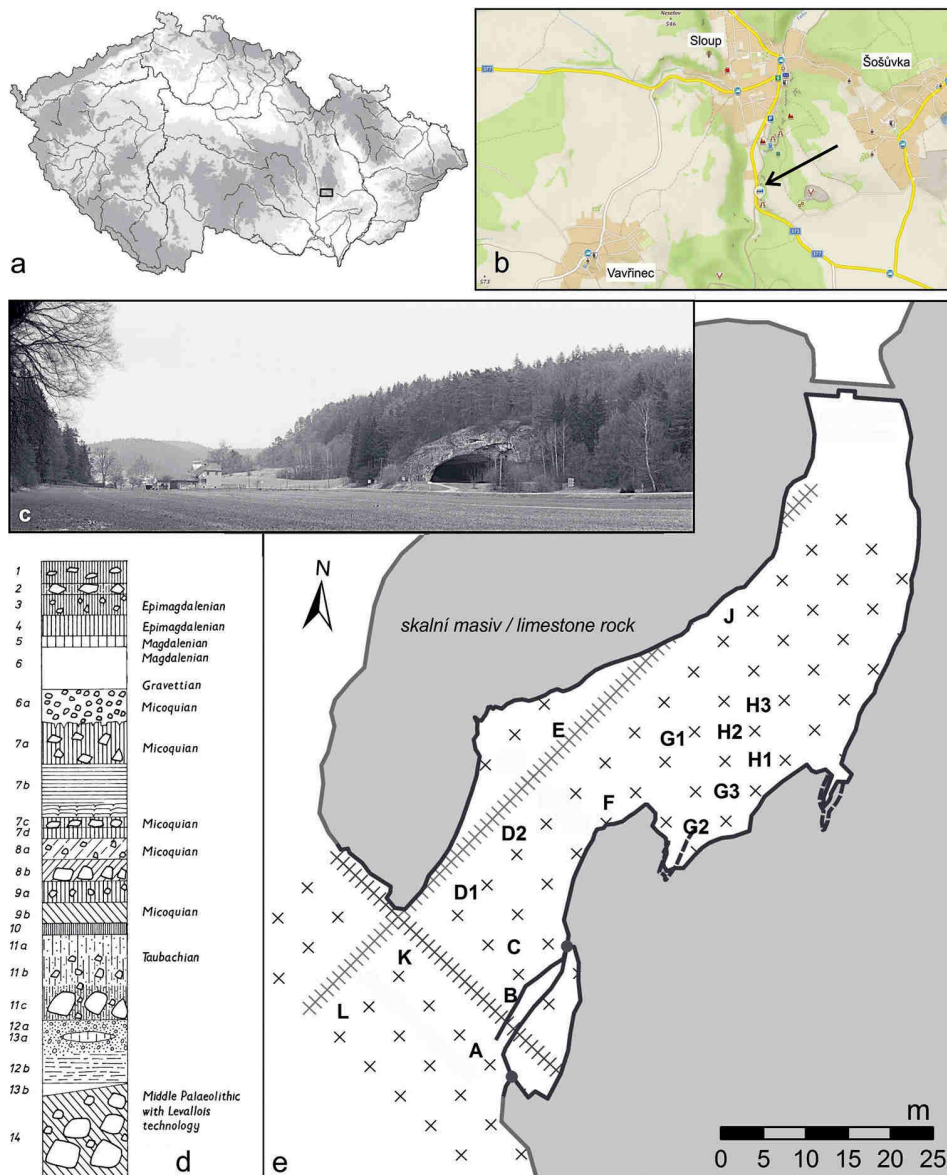 a
Neselov
546
Sloup
Šošůvka
377
373
377
Vavřinec
573
b
c
1
2
3
Epimagdalenian
4
Epimagdalenian
5
Magdalenian
6
Magdalenian
Gravettian
6a
Micoquian
7a
Micoquian
7b
7c
Micoquian
7d
8a
Micoquian
8b
9a
9b
Micoquian
10
11a
Taubachian
11b
11c
12a
13a
12b
13b
14
Middle Palaeolithic
with Levallois
technology
d
N
skalní masiv / limestone rock
J
H3
E
G1
H2
H1
G3
F
G2
D2
D1
C
K
B
L
A
e
m
0
5
10
15
20
25